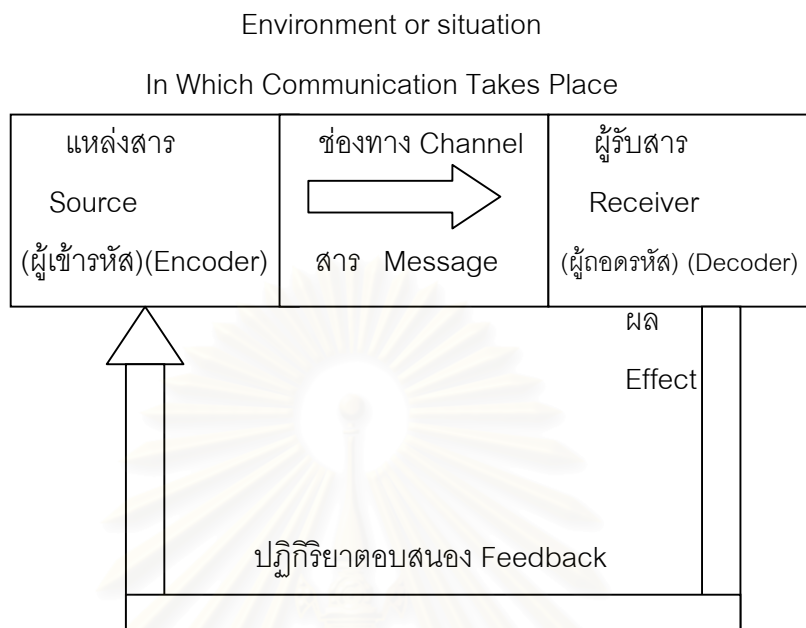 Environment or situation
In Which Communication Takes Place
แหล่งสาร
Source
(ผู้เข้ารหัส)(Encoder)
ช่องทาง Channel
สาร Message
ผู้รับสาร
Receiver
(ผู้ถอดรหัส) (Decoder)
ผล
Effect
ปฏิกิริยาตอบสนอง Feedback